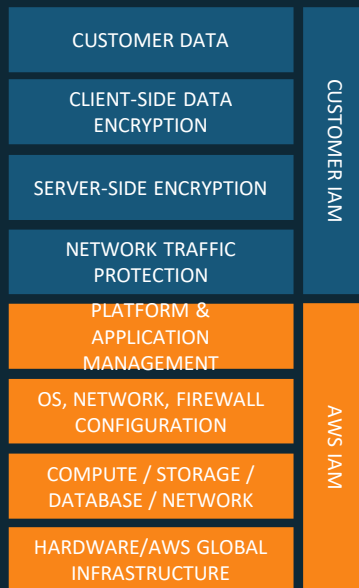 CUSTOMER DATA
CLIENT-SIDE DATA
ENCRYPTION
SERVER-SIDE ENCRYPTION
NETWORK TRAFFIC
PROTECTION
CUSTOMER IAM
PLATFORM &
APPLICATION
MANAGEMENT
OS, NETWORK, FIREWALL
CONFIGURATION
COMPUTE / STORAGE /
DATABASE / NETWORK
HARDWARE/AWS GLOBAL
INFRASTRUCTURE
AWS IAM